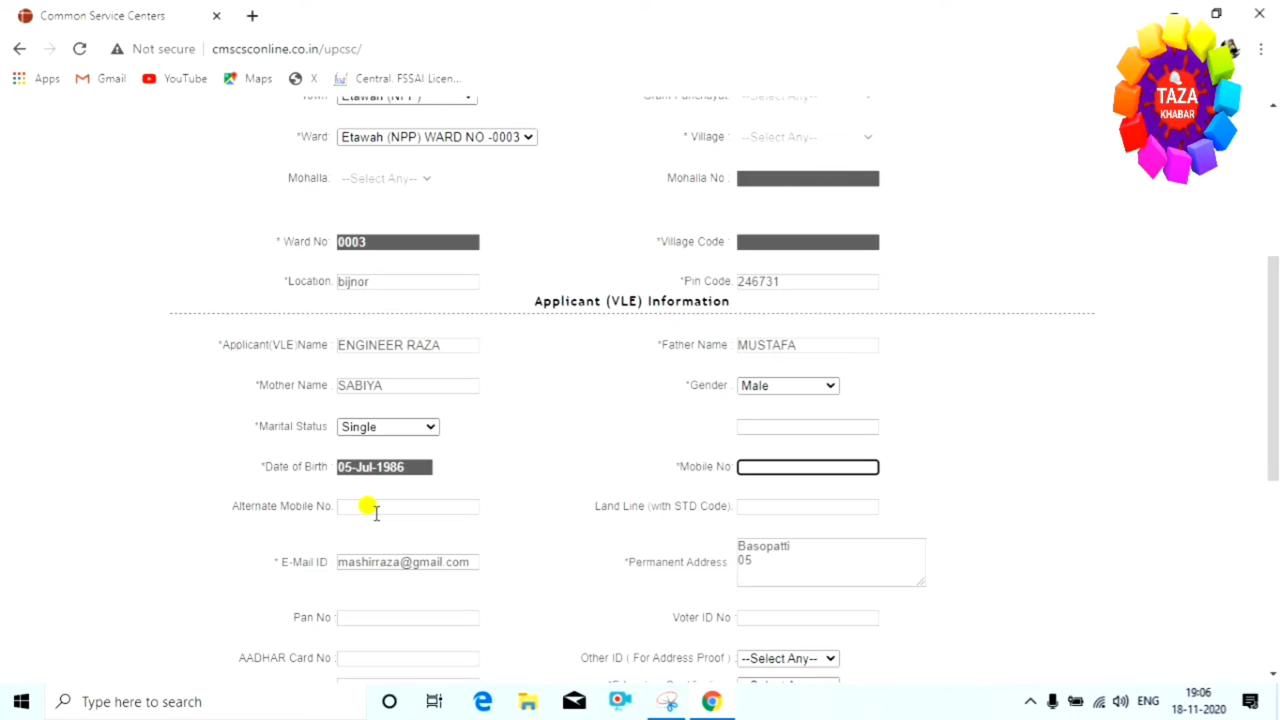 Common Service Centers
Not secure cmscsconline.co.in/upcsc/
Apps Gmail YouTube Maps X Central. FSSAI Licen...
TAZA
KHABAR
Etawah (NPP) --Select Any--
*Ward: Etawah (NPP) WARD NO -0003 * Village : --Select Any--
Mohalla: --Select Any-- Mohalla No :
* Ward No: 0003 *Village Code :
*Location. bijnor *Pin Code. 246731
Applicant (VLE) Information
*Applicant(VLE)Name : ENGINEER RAZA *Father Name : MUSTAFA
*Mother Name . SABIYA *Gender . Male
*Marital Status Single
*Date of Birth : 05-Jul-1986 *Mobile No
Alternate Mobile No. Land Line (with STD Code).
* E-Mail ID mashirraza@gmail.com *Permanent Address Basopatti
05
Pan No : Voter ID No :
AADHAR Card No : Other ID ( For Address Proof ) . --Select Any--
Type here to search ENG 19:06
18-11-2020